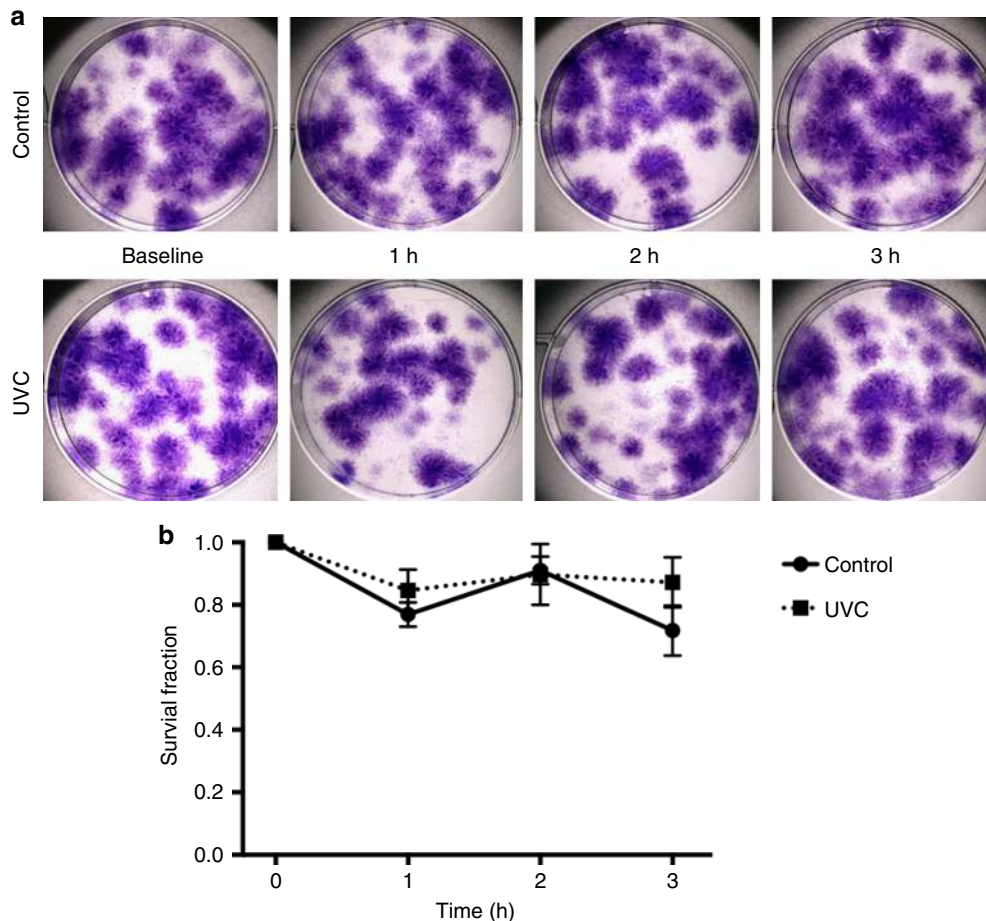 a
Control
Baseline
1 h
2 h
3 h
UVC
b
Survial fraction
1.0
0.8
0.6
0.4
0.2
0.0
0
1
2
3
Time (h)
Control
UVC